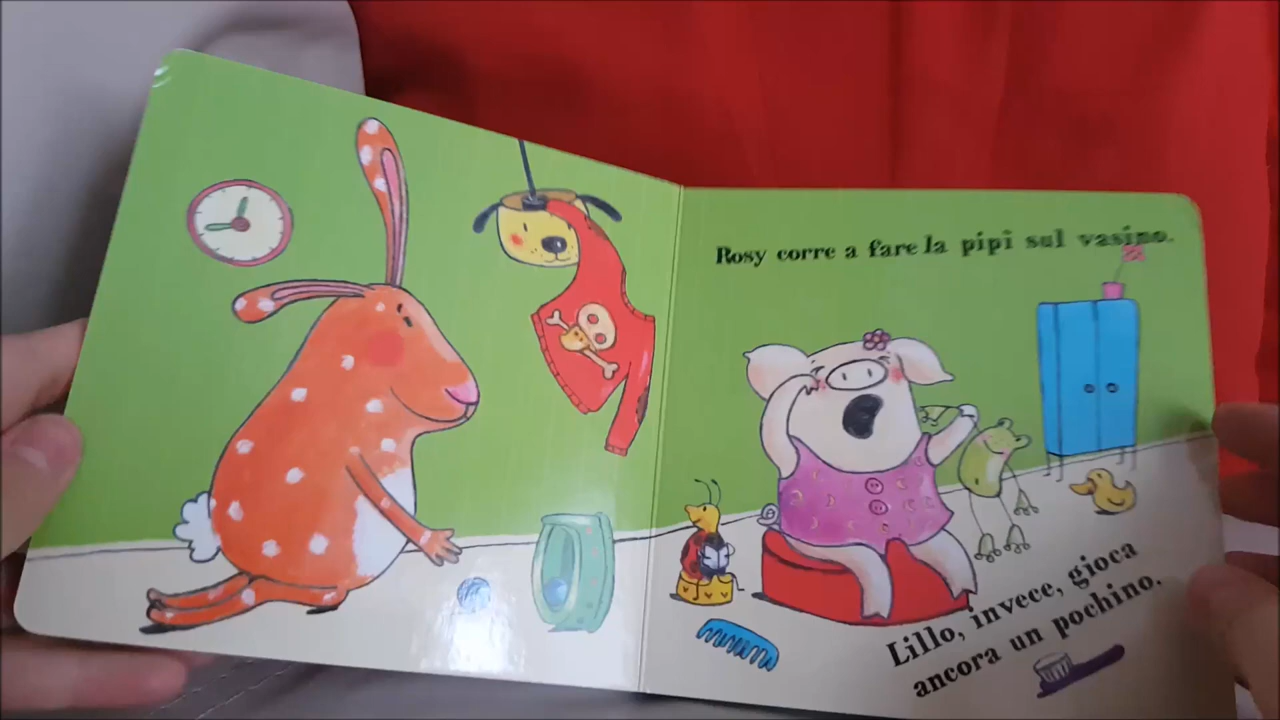 Rosy corre a fare la pipì sul vasino.
Lillo, invece, gioca
ancora un pochino.